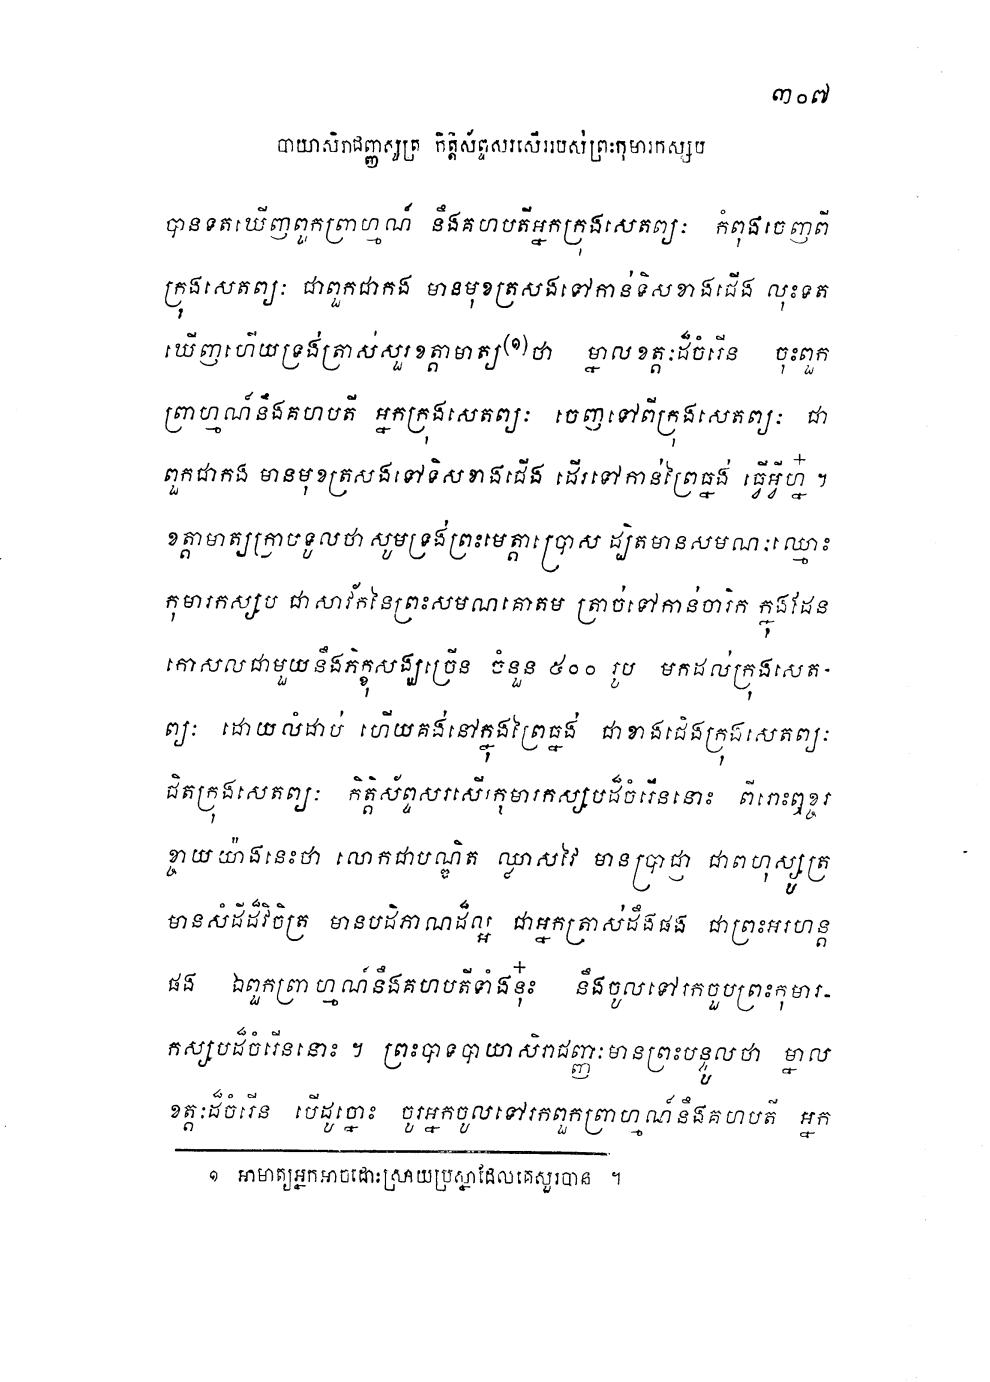 ៣០៧
បាយាសិរាជញ្ញសូត្រ កិត្តិស័ព្ទសរសើររបស់ព្រះកុមារកស្សប
បានទតឃើញពួកព្រាហ្មណ៍ នឹងគហបតីអ្នកក្រុងសេតព្យៈ កំពុងចេញពី
ក្រុងសេតព្យៈ ជាពួកជាកង មានមុខត្រសងទៅកាន់ទិសខាងជើង លុះទត
ឃើញហើយទ្រង់ត្រាស់សួរខត្តាមាត្យ(១)ថា ម្នាលខត្តៈដ៏ចំរើន ចុះពួក
ព្រាហ្មណ៍នឹងគហបតី អ្នកក្រុងសេតព្យៈ ចេញទៅពីក្រុងសេតព្យៈ ជា
ពួកជាកង មានមុខត្រសងទៅទិសខាងជើង ដើរទៅកាន់ព្រៃធ្នង់ ធ្វើអ្វីហ្ន៎ ។
ខត្តាមាត្យក្រាបទូលថា សូមទ្រង់ព្រះមេត្តាប្រោស ដ្បិតមានសមណៈឈ្មោះ
កុមារកស្សប ជាសាវ័កនៃព្រះសមណគោតម ត្រាច់ទៅកាន់ចារិក ក្នុងដែន
កោសលជាមួយនឹងភិក្ខុសង្ឃច្រើន ចំនួន ៥០០ រូប មកដល់ក្រុងសេត-
ព្យៈ ដោយលំដាប់ ហើយគង់នៅក្នុងព្រៃធ្នង់ ជាខាងជើងក្រុងសេតព្យៈ
ជិតក្រុងសេតព្យៈ កិត្តិស័ព្ទសរសើរកុមារកស្សបដ៏ចំរើននោះ ពីរោះឮខ្ចរ
ខ្ចាយយ៉ាងនេះថា លោកជាបណ្ឌិត ឈ្លាសវៃ មានប្រាជ្ញា ជាពហុស្សូត្រ
មានសំដីដ៏វិចិត្រ មានបដិភាណដ៏ល្អ ជាអ្នកត្រាស់ដឹងផង ជាព្រះអរហន្ត
ផង ឯពួកព្រាហ្មណ៍នឹងគហបតីទាំងនុ៎ះ នឹងចូលទៅរកចួបព្រះកុមារ-
កស្សបដ៏ចំរើននោះ ។ ព្រះបាទបាយាសិរាជញ្ញៈមានព្រះបន្ទូលថា ម្នាល
ខត្តៈដ៏ចំរើន បើដូច្នោះ ចូរអ្នកចូលទៅរកពួកព្រាហ្មណ៍នឹងគហបតី អ្នក
១ អាមាត្យអ្នកអាចដោះស្រាយប្រស្នាដែលគេសួរបាន ។